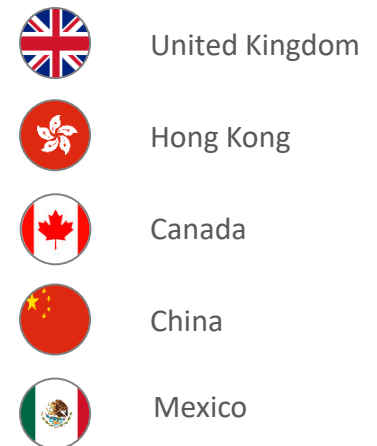 United Kingdom
Hong Kong
Canada
China
Mexico